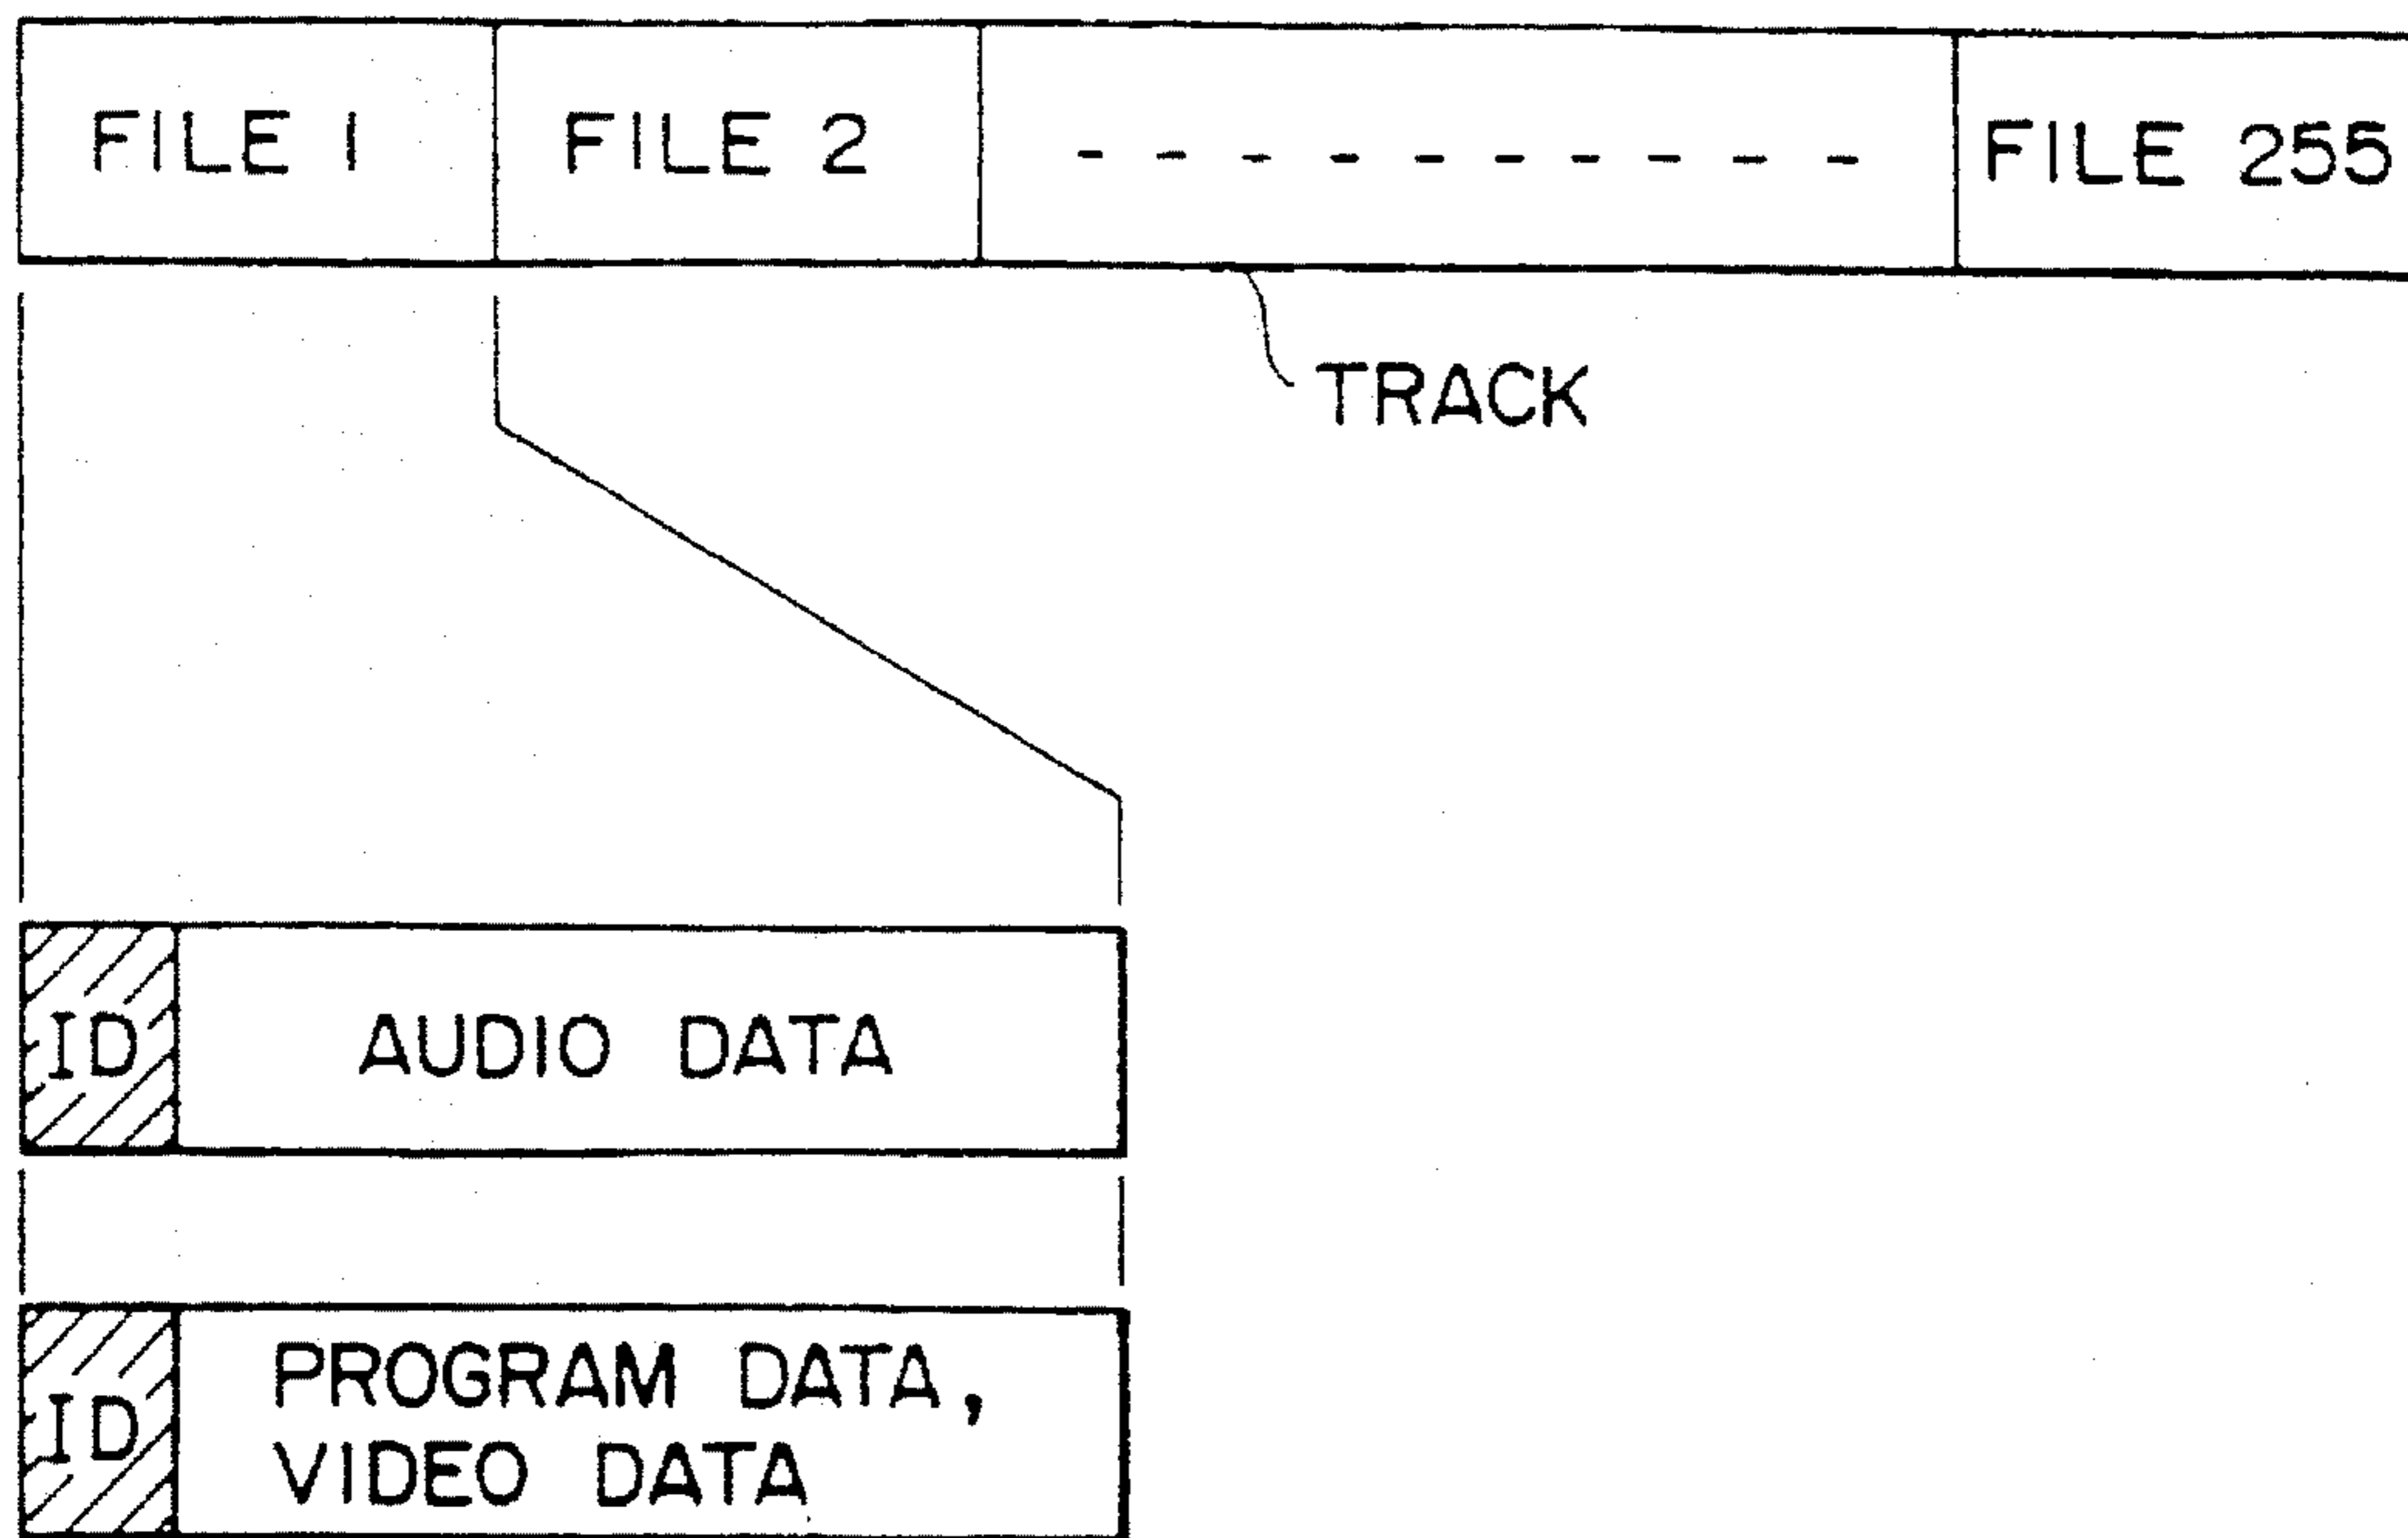 FILE 1 FILE 2 - - - - - - - - - - FILE 255
TRACK
ID AUDIO DATA
ID PROGRAM DATA,
VIDEO DATA